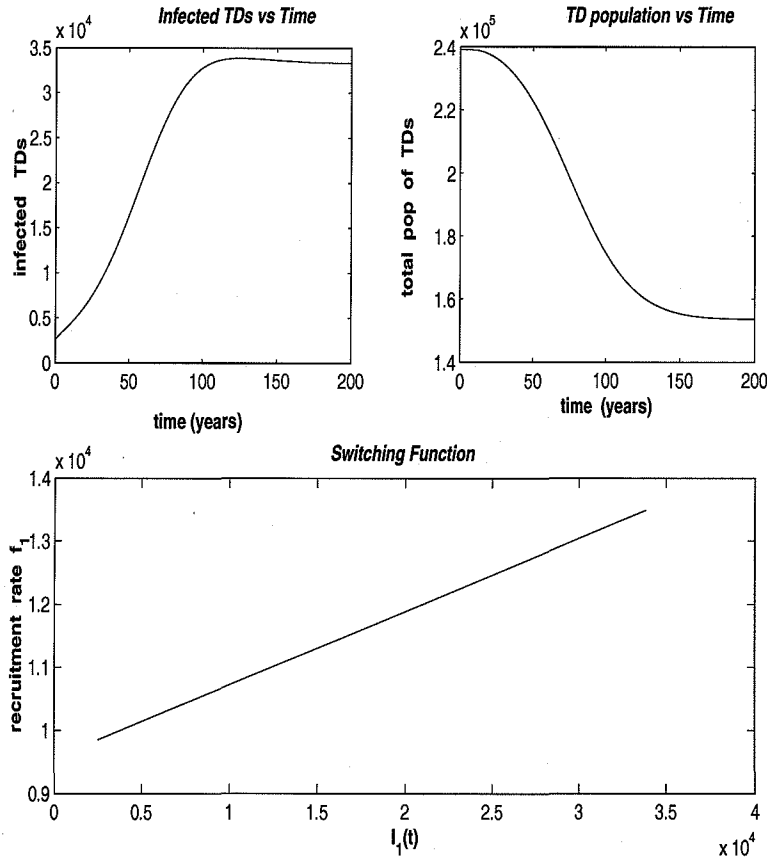 Infected TDs vs Time
x 10^4
3.5
3
2.5
2
1.5
1
0.5
0
infected TDs
0 50 100 150 200
time (years)
TD population vs Time
x 10^5
2.4
2.2
2
1.8
1.6
1.4
total pop of TDs
0 50 100 150 200
time (years)
Switching Function
x 10^4
1.4
1.3
1.2
1.1
1
0.9
recruitment rate f_1
0 0.5 1 1.5 2 2.5 3 3.5 4
I_1(t)
x 10^4